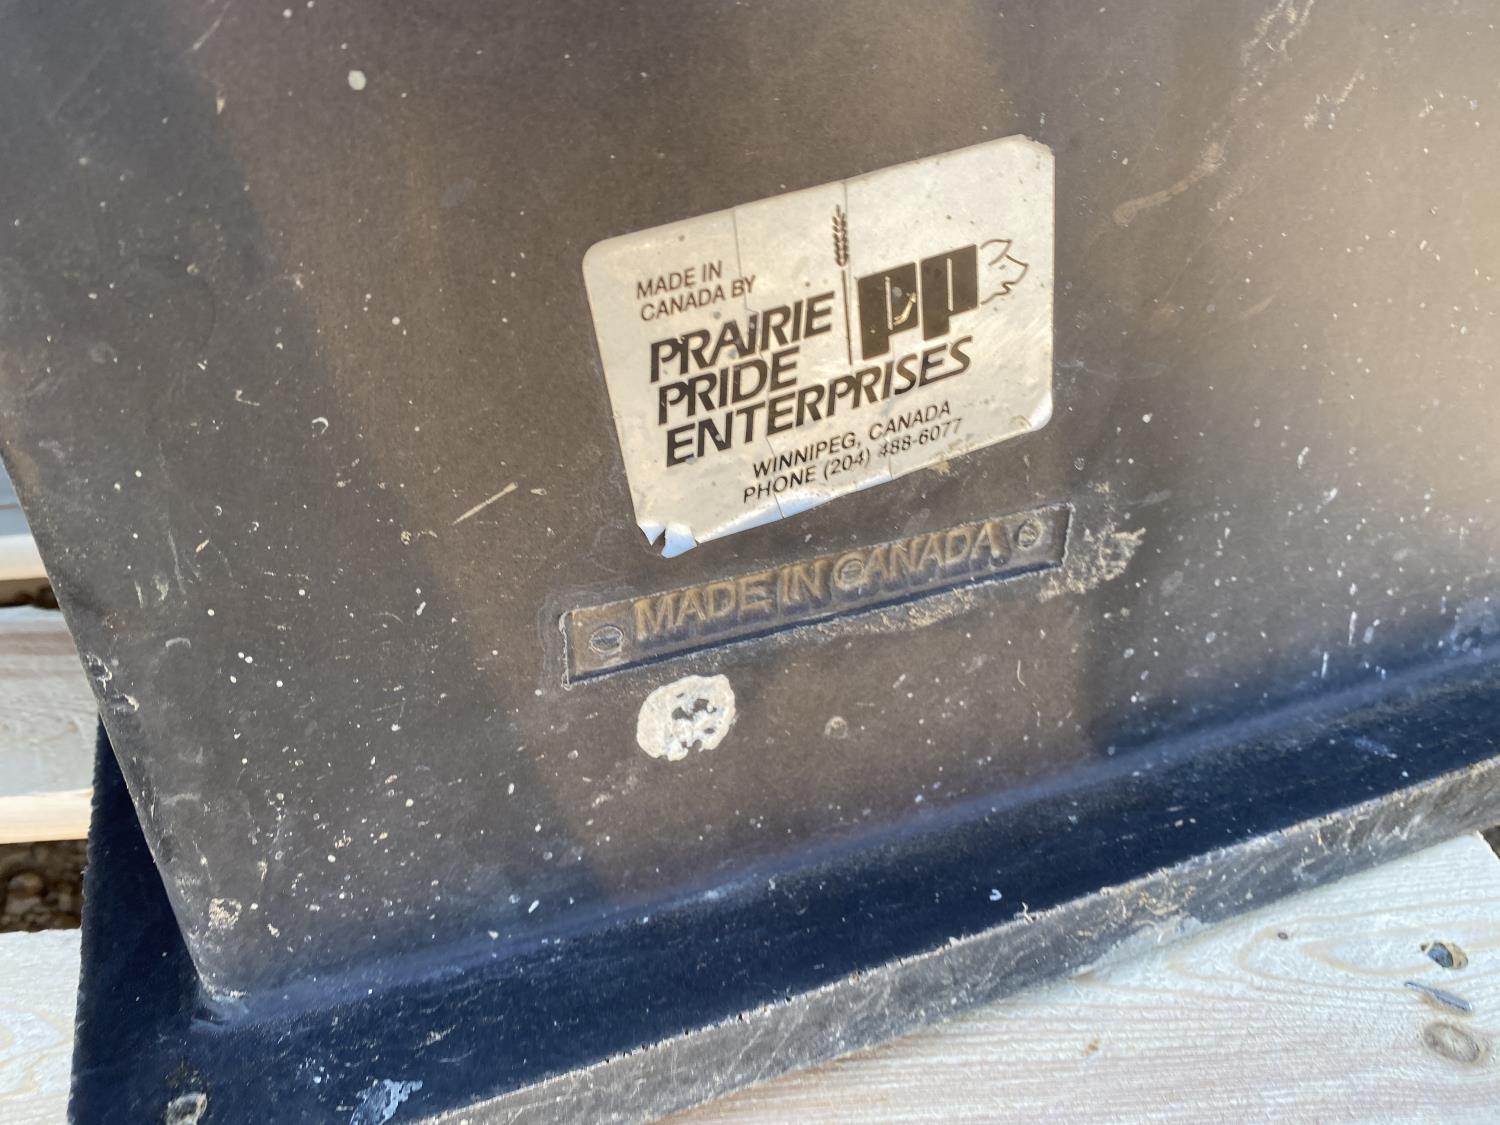 MADE IN
CANADA BY
PRAIRIE
PRIDE
ENTERPRISES
pp
WINNIPEG, CANADA
PHONE (204) 488-6077
MADE IN CANADA